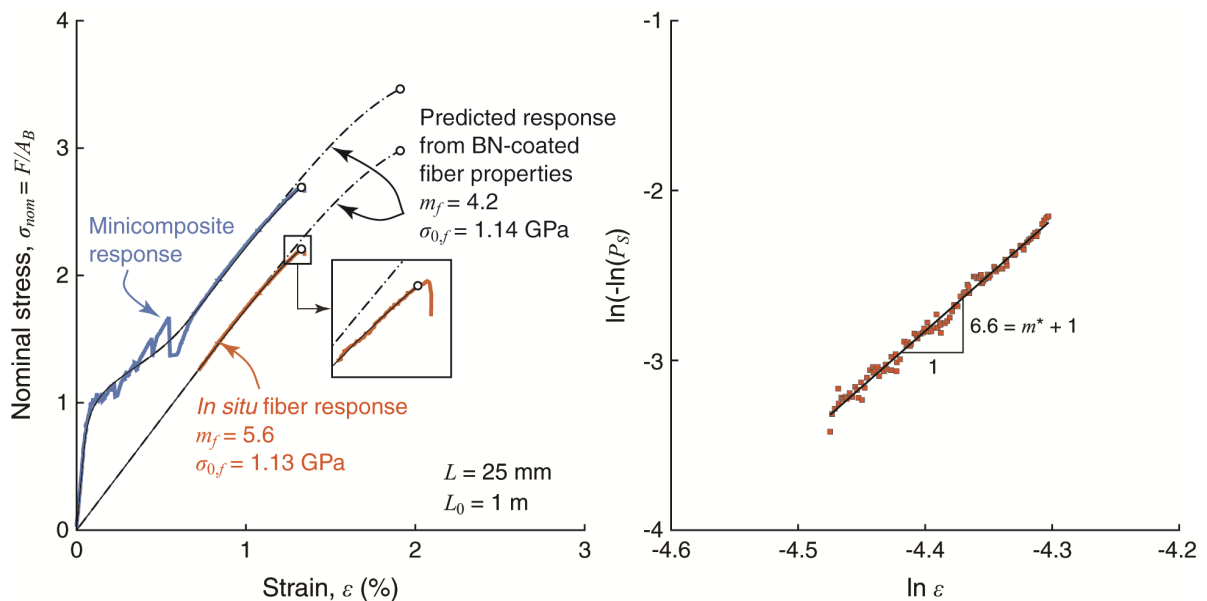 4
3
2
1
0
0
1
2
3
Nominal stress, σnom = F/AB
Strain, ε (%)
Minicomposite
response
Predicted response
from BN-coated
fiber properties
mf = 4.2
σ0,f = 1.14 GPa
In situ fiber response
mf = 5.6
σ0,f = 1.13 GPa
L = 25 mm
L0 = 1 m
-1
-2
-3
-4
-4.6
-4.5
-4.4
-4.3
-4.2
ln(-ln(PS)
ln ε
6.6 = m* + 1
1